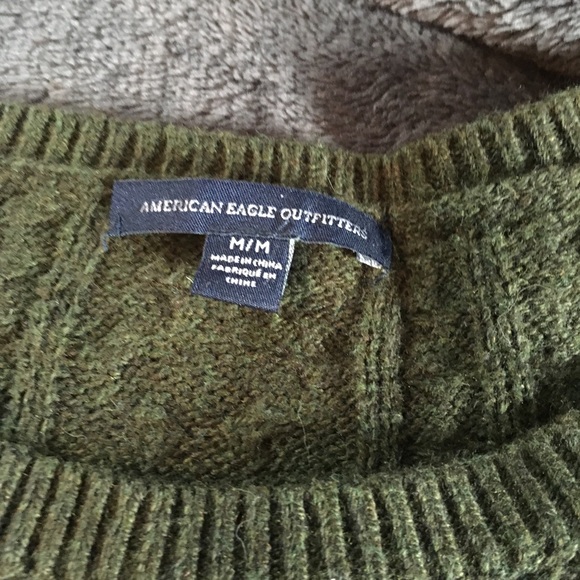 AMERICAN EAGLE OUTFITTERS
M/M
MADE IN CHINA
FABRIQUÉ EN
CHINE